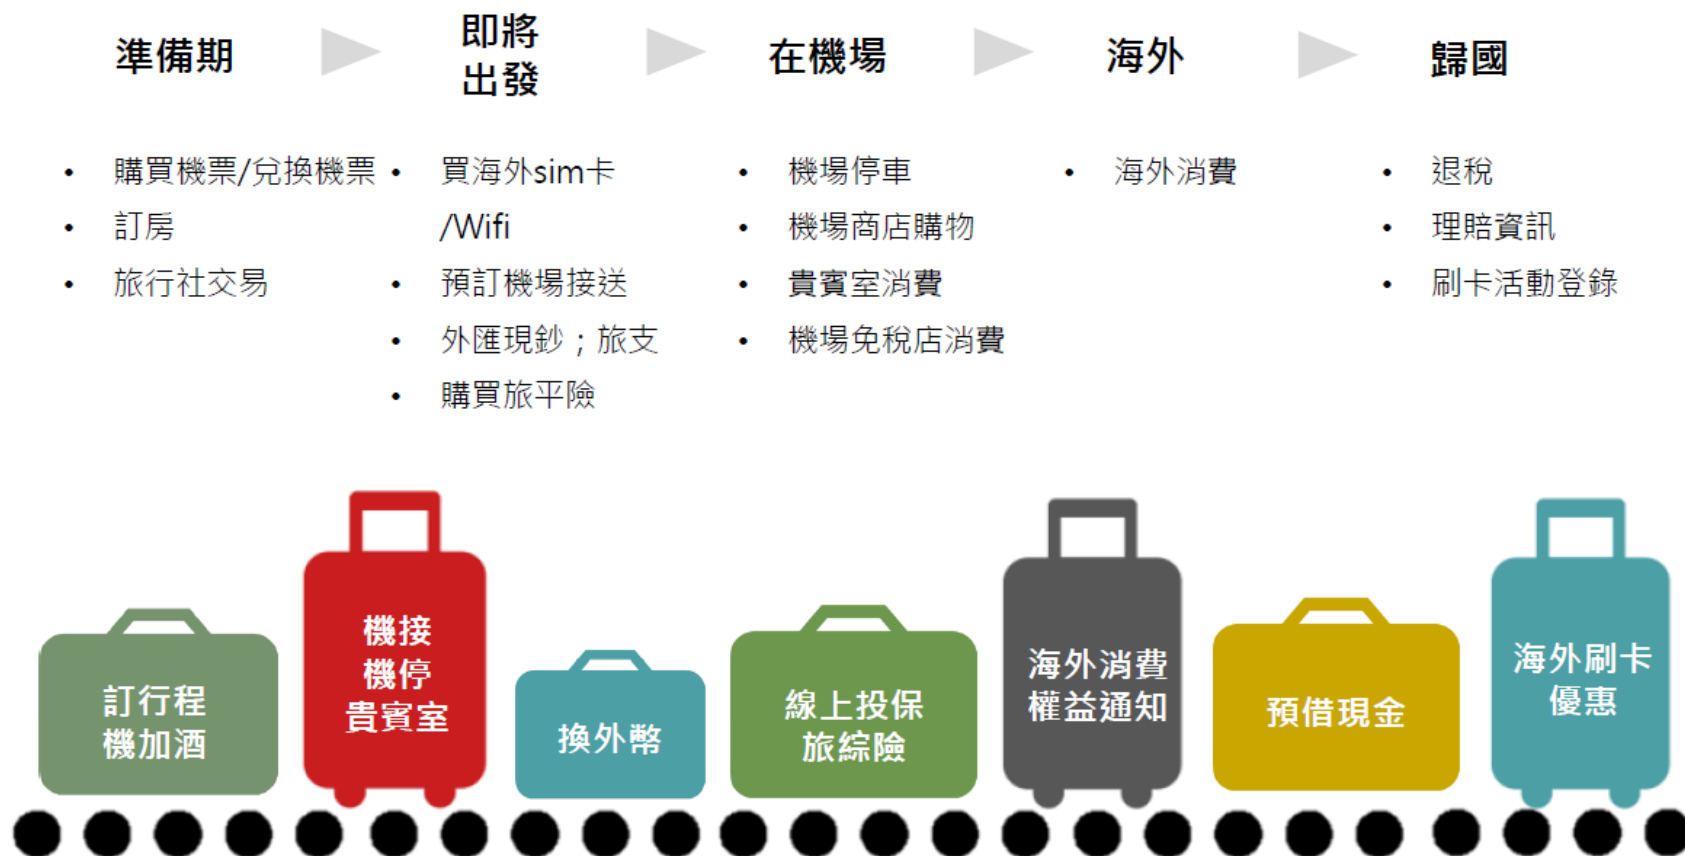 準備期
即將
出發
在機場
海外
歸國
• 購買機票/兌換機票
• 訂房
• 旅行社交易
• 買海外sim卡
/Wifi
• 預訂機場接送
• 外匯現鈔；旅支
• 購買旅平險
• 機場停車
• 機場商店購物
• 貴賓室消費
• 機場免稅店消費
• 海外消費
• 退稅
• 理賠資訊
• 刷卡活動登錄
訂行程
機加酒
機接
機停
貴賓室
換外幣
線上投保
旅綜險
海外消費
權益通知
預借現金
海外刷卡
優惠